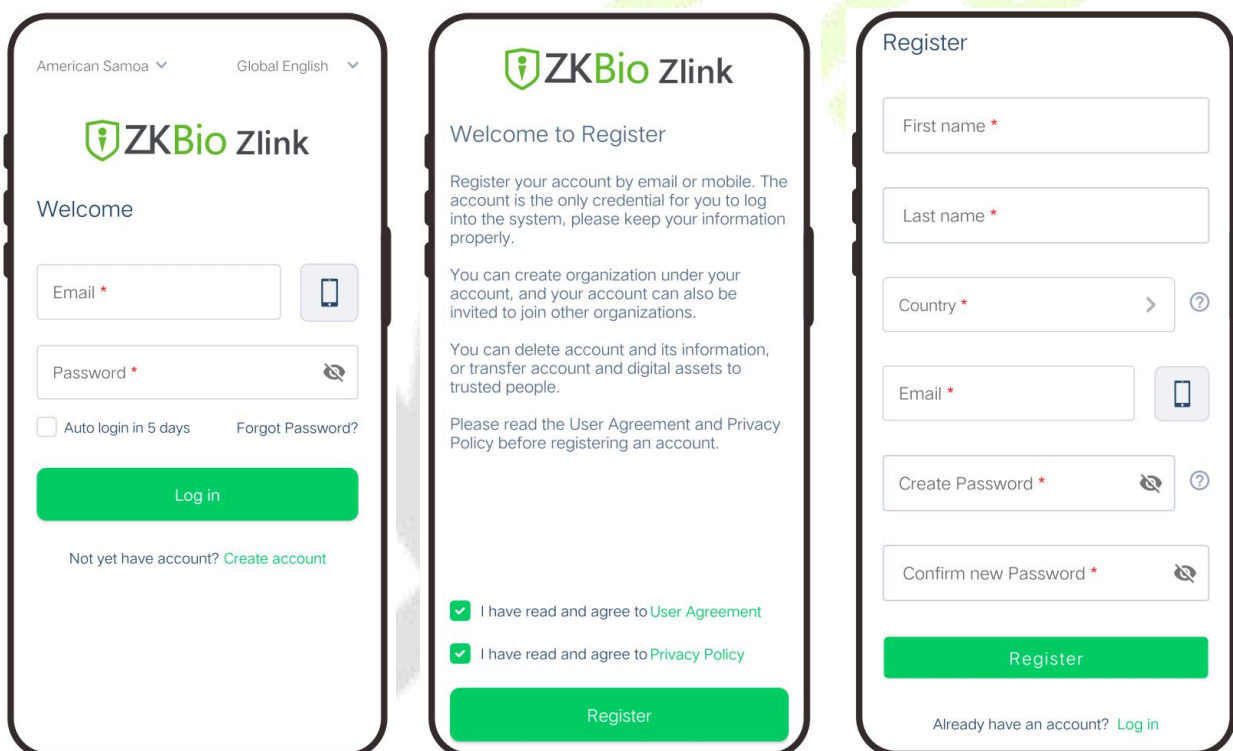 American Samoa
Global English
ZKBio Zlink
Welcome
Email *
Password *
Auto login in 5 days
Forgot Password?
Log in
Not yet have account? Create account
ZKBio Zlink
Welcome to Register
Register your account by email or mobile. The
account is the only credential for you to log
into the system, please keep your information
properly.
You can create organization under your
account, and your account can also be
invited to join other organizations.
You can delete account and its information,
or transfer account and digital assets to
trusted people.
Please read the User Agreement and Privacy
Policy before registering an account.
I have read and agree to User Agreement
I have read and agree to Privacy Policy
Register
Register
First name *
Last name *
Country *
Email *
Create Password *
Confirm new Password *
Register
Already have an account? Log in